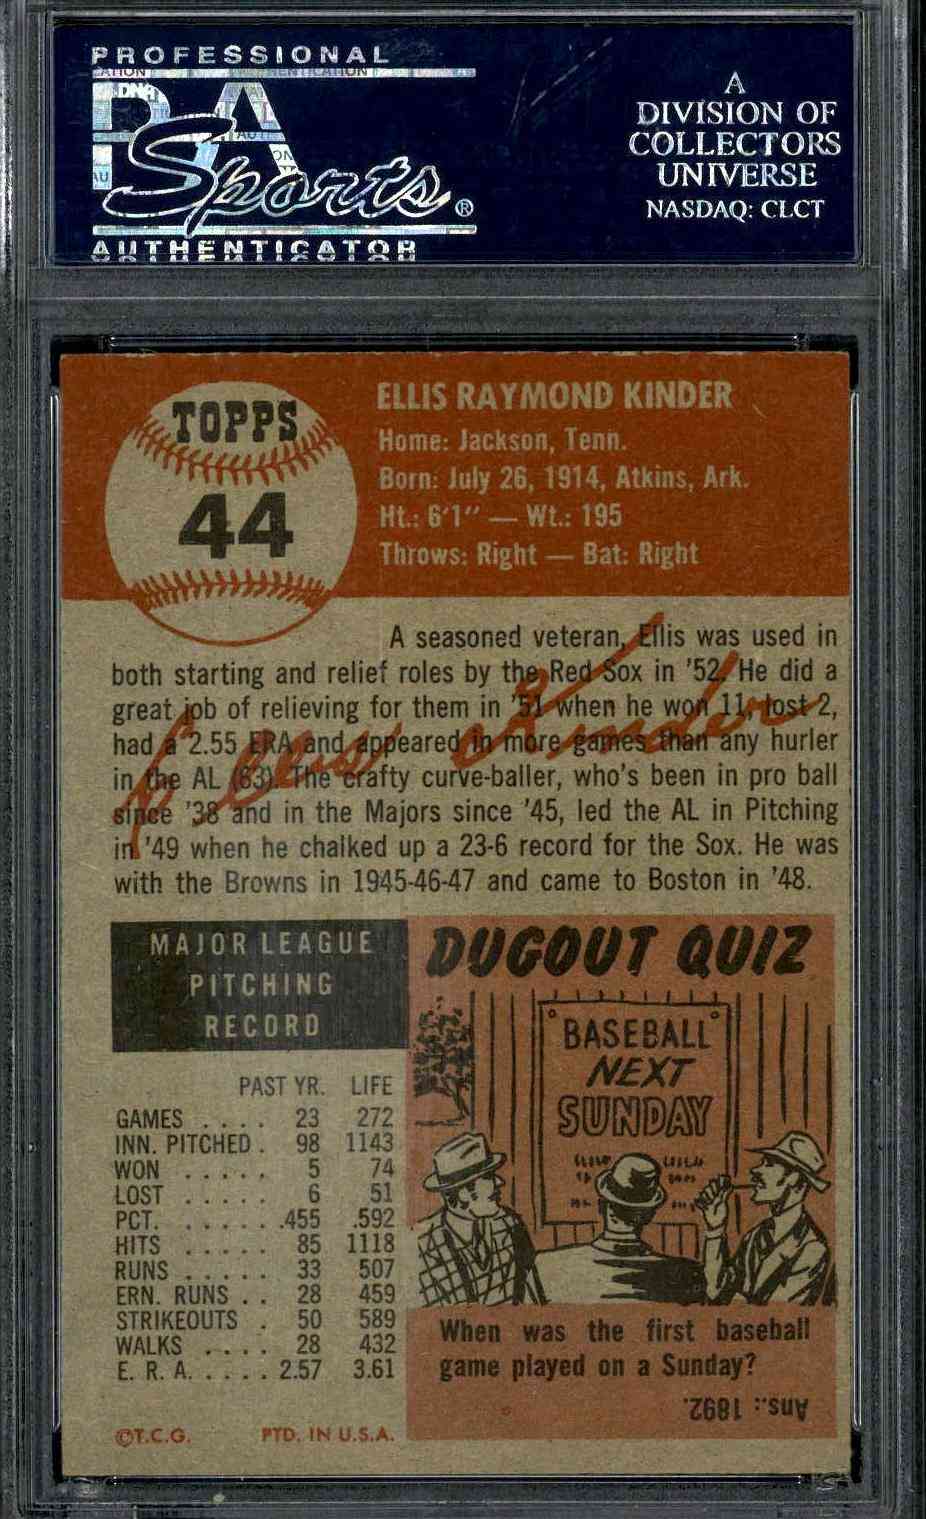 PROFESSIONAL
PSA
DNA
Sports®
AUTHENTICATOR
A
DIVISION OF
COLLECTORS
UNIVERSE
NASDAQ: CLCT
TOPPS
44
ELLIS RAYMOND KINDER
Home: Jackson, Tenn.
Born: July 26, 1914, Atkins, Ark.
Ht.: 6'1" — Wt.: 195
Throws: Right — Bat: Right
A seasoned veteran, Ellis was used in
both starting and relief roles by the Red Sox in '52. He did a
great job of relieving for them in '51 when he won 11, lost 2,
had a 2.55 ERA and appeared in more games than any hurler
in the AL (63). The crafty curve-baller, who's been in pro ball
since '38 and in the Majors since '45, led the AL in Pitching
in '49 when he chalked up a 23-6 record for the Sox. He was
with the Browns in 1945-46-47 and came to Boston in '48.
Ellis Kinder
MAJOR LEAGUE
PITCHING
RECORD
PAST YR. LIFE
GAMES . . . . 23 272
INN. PITCHED . 98 1143
WON . . . . . 5 74
LOST . . . . . 6 51
PCT. . . . . . .455 .592
HITS . . . . . 85 1118
RUNS . . . . . 33 507
ERN. RUNS . . 28 459
STRIKEOUTS . 50 589
WALKS . . . . 28 432
E. R. A. . . . . 2.57 3.61
©T.C.G. PTD. IN U.S.A.
DUGOUT QUIZ
BASEBALL
NEXT
SUNDAY
When was the first baseball
game played on a Sunday?
Ans.: 1892.